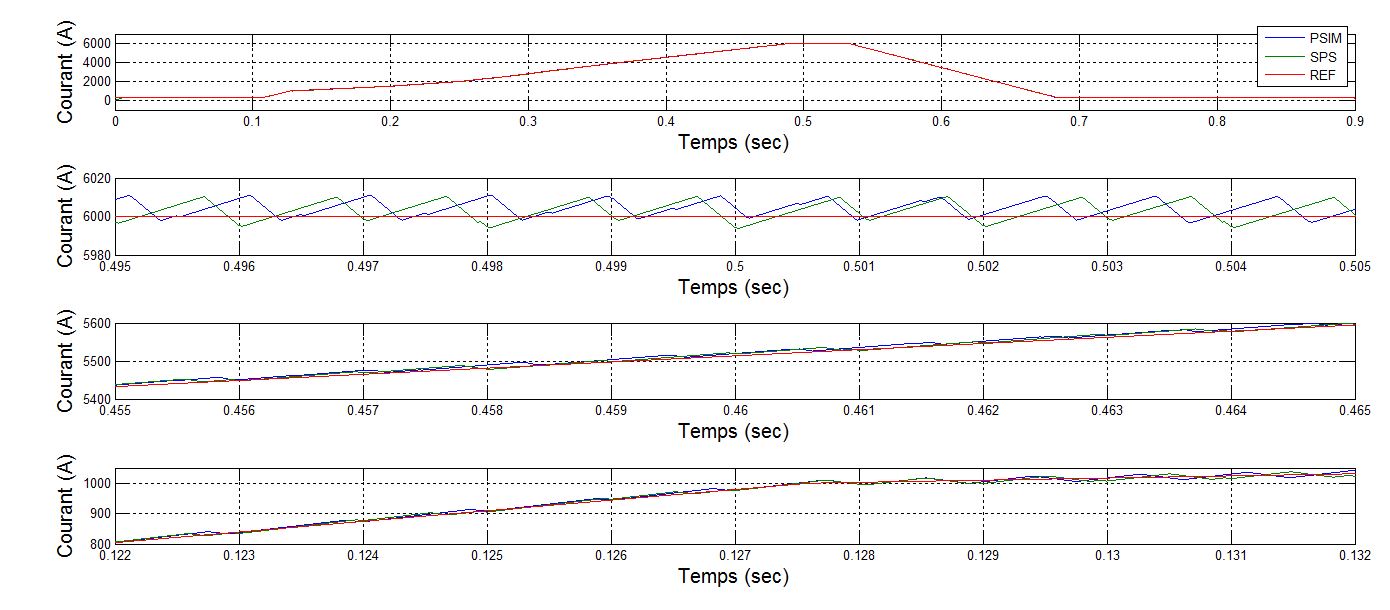 Courant (A)
6000
4000
2000
0
PSIM
SPS
REF
0 0.1 0.2 0.3 0.4 0.5 0.6 0.7 0.8 0.9
Temps (sec)
Courant (A)
6020
6000
5980
0.495 0.496 0.497 0.498 0.499 0.5 0.501 0.502 0.503 0.504 0.505
Temps (sec)
Courant (A)
5600
5500
5400
0.455 0.456 0.457 0.458 0.459 0.46 0.461 0.462 0.463 0.464 0.465
Temps (sec)
Courant (A)
1000
900
800
0.122 0.123 0.124 0.125 0.126 0.127 0.128 0.129 0.13 0.131 0.132
Temps (sec)